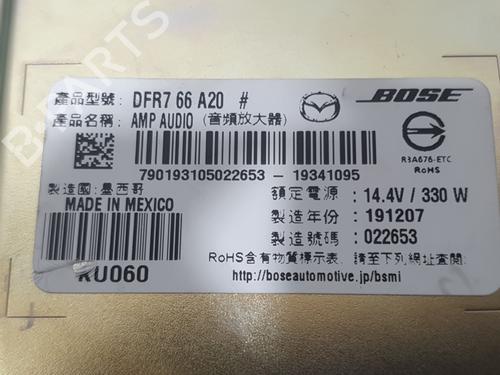 B-PARTS
產品型號: DFR7 66 A20 #
BOSE
產品名稱: AMP AUDIO (音頻放大器)
R3A676-ETC
RoHS
790193105022653 - 19341095
製造國:墨西哥
MADE IN MEXICO
額定電源 : 14.4V / 330 W
製造年份 : 191207
製造號碼 : 022653
KU060
RoHS含有物質標示表、請至下列網址查閱:
http://boseautomotive.jp/bsmi